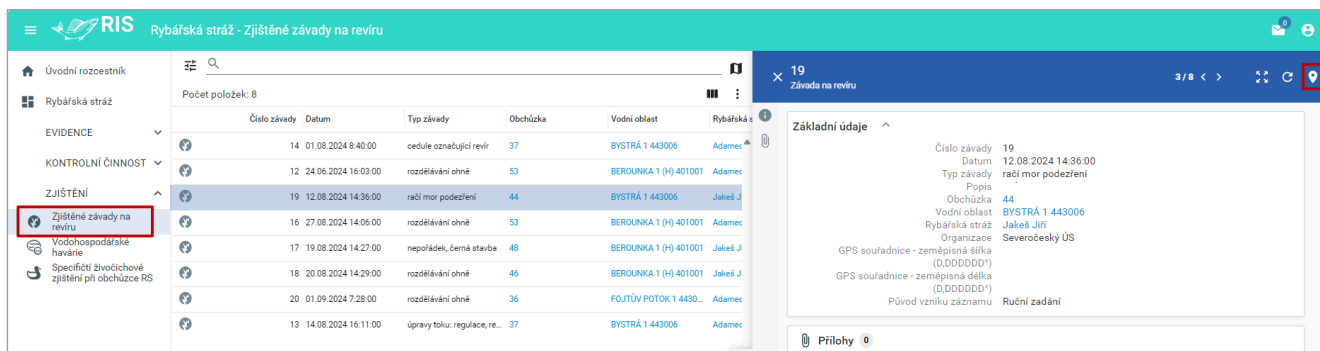 RIS Rybářská stráž - Zjištěné závady na revíru
0
Úvodní rozcestník
Rybářská stráž
EVIDENCE
KONTROLNÍ ČINNOST
ZJIŠTĚNÍ
Zjištěné závady na
revíru
Vodohospodářské
havárie
Specifičtí živočichové
zjištění při obchůzce RS
Počet položek: 8
Číslo závady Datum Typ závady Obchůzka Vodní oblast Rybářská s
14 01.08.2024 8:40:00 cedule označující revír 37 BYSTRÁ 1 443006 Adamec
12 24.06.2024 16:03:00 rozdělávání ohně 53 BEROUNKA 1 (H) 401001 Adamec
19 12.08.2024 14:36:00 račí mor podezření 44 BYSTRÁ 1 443006 Jakeš J
16 27.08.2024 14:06:00 rozdělávání ohně 53 BEROUNKA 1 (H) 401001 Adamec
17 19.08.2024 14:27:00 nepořádek, černá stavba 48 BEROUNKA 1 (H) 401001 Jakeš J
18 20.08.2024 14:29:00 rozdělávání ohně 46 BEROUNKA 1 (H) 401001 Jakeš J
20 01.09.2024 7:28:00 rozdělávání ohně 36 FOJTŮV POTOK 1 4430... Adamec
13 14.08.2024 16:11:00 úpravy toku: regulace, re... 37 BYSTRÁ 1 443006 Adamec
19
Závada na revíru
3/8
Základní údaje
Číslo závady 19
Datum 12.08.2024 14:36:00
Typ závady račí mor podezření
Popis
Obchůzka 44
Vodní oblast BYSTRÁ 1 443006
Rybářská stráž Jakeš Jiří
Organizace Severočeský ÚS
GPS souřadnice - zeměpisná šířka
(D,DDDDDD°)
GPS souřadnice - zeměpisná délka
(D,DDDDDD°)
Původ vzniku záznamu Ruční zadání
Přílohy 0